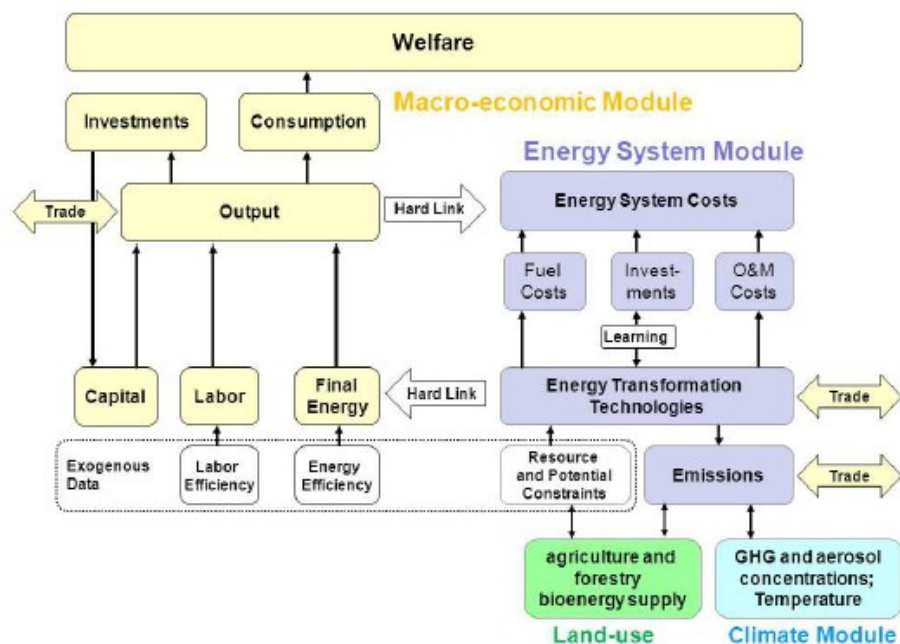 Welfare
Macro-economic Module
Investments
Consumption
Energy System Module
Trade
Output
Hard Link
Energy System Costs
Fuel
Costs
Invest-
ments
O&M
Costs
Learning
Capital
Labor
Final
Energy
Hard Link
Energy Transformation
Technologies
Trade
Exogenous
Data
Labor
Efficiency
Energy
Efficiency
Resource
and Potential
Constraints
Emissions
Trade
agriculture and
forestry
bioenergy supply
GHG and aerosol
concentrations;
Temperature
Land-use
Climate Module